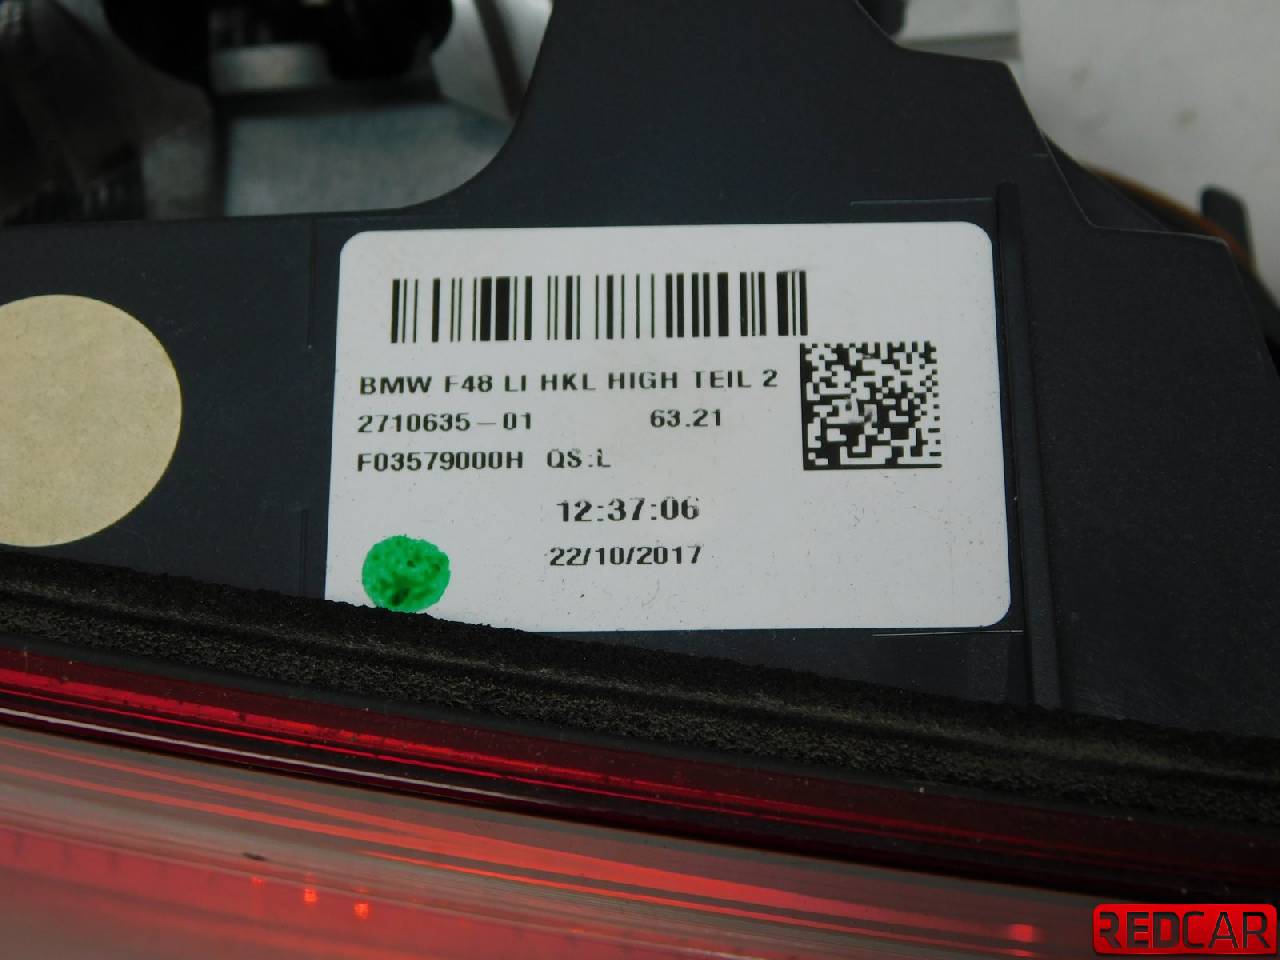 BMW F48 LI HKL HIGH TEIL 2
2710635-01 63.21
F03579000H QS:L
12:37:06
22/10/2017
REDCAR